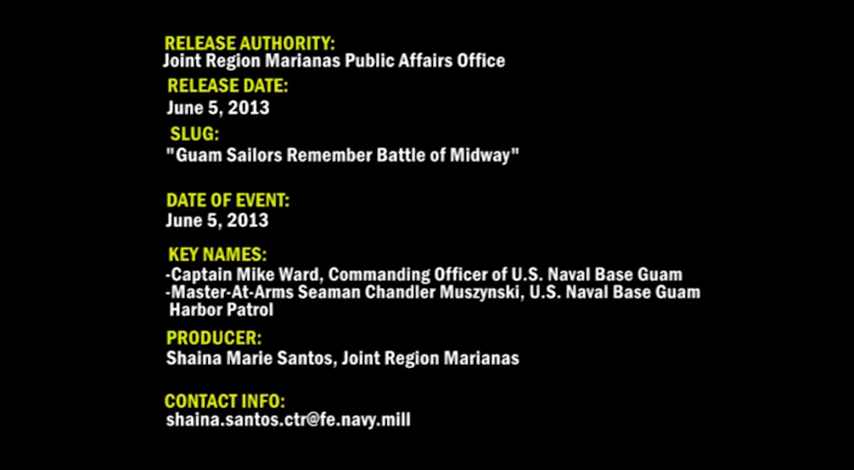 RELEASE AUTHORITY:
Joint Region Marianas Public Affairs Office
RELEASE DATE:
June 5, 2013
SLUG:
"Guam Sailors Remember Battle of Midway"
DATE OF EVENT:
June 5, 2013
KEY NAMES:
-Captain Mike Ward, Commanding Officer of U.S. Naval Base Guam
-Master-At-Arms Seaman Chandler Muszynski, U.S. Naval Base Guam
Harbor Patrol
PRODUCER:
Shaina Marie Santos, Joint Region Marianas
CONTACT INFO:
shaina.santos.ctr@fe.navy.mill